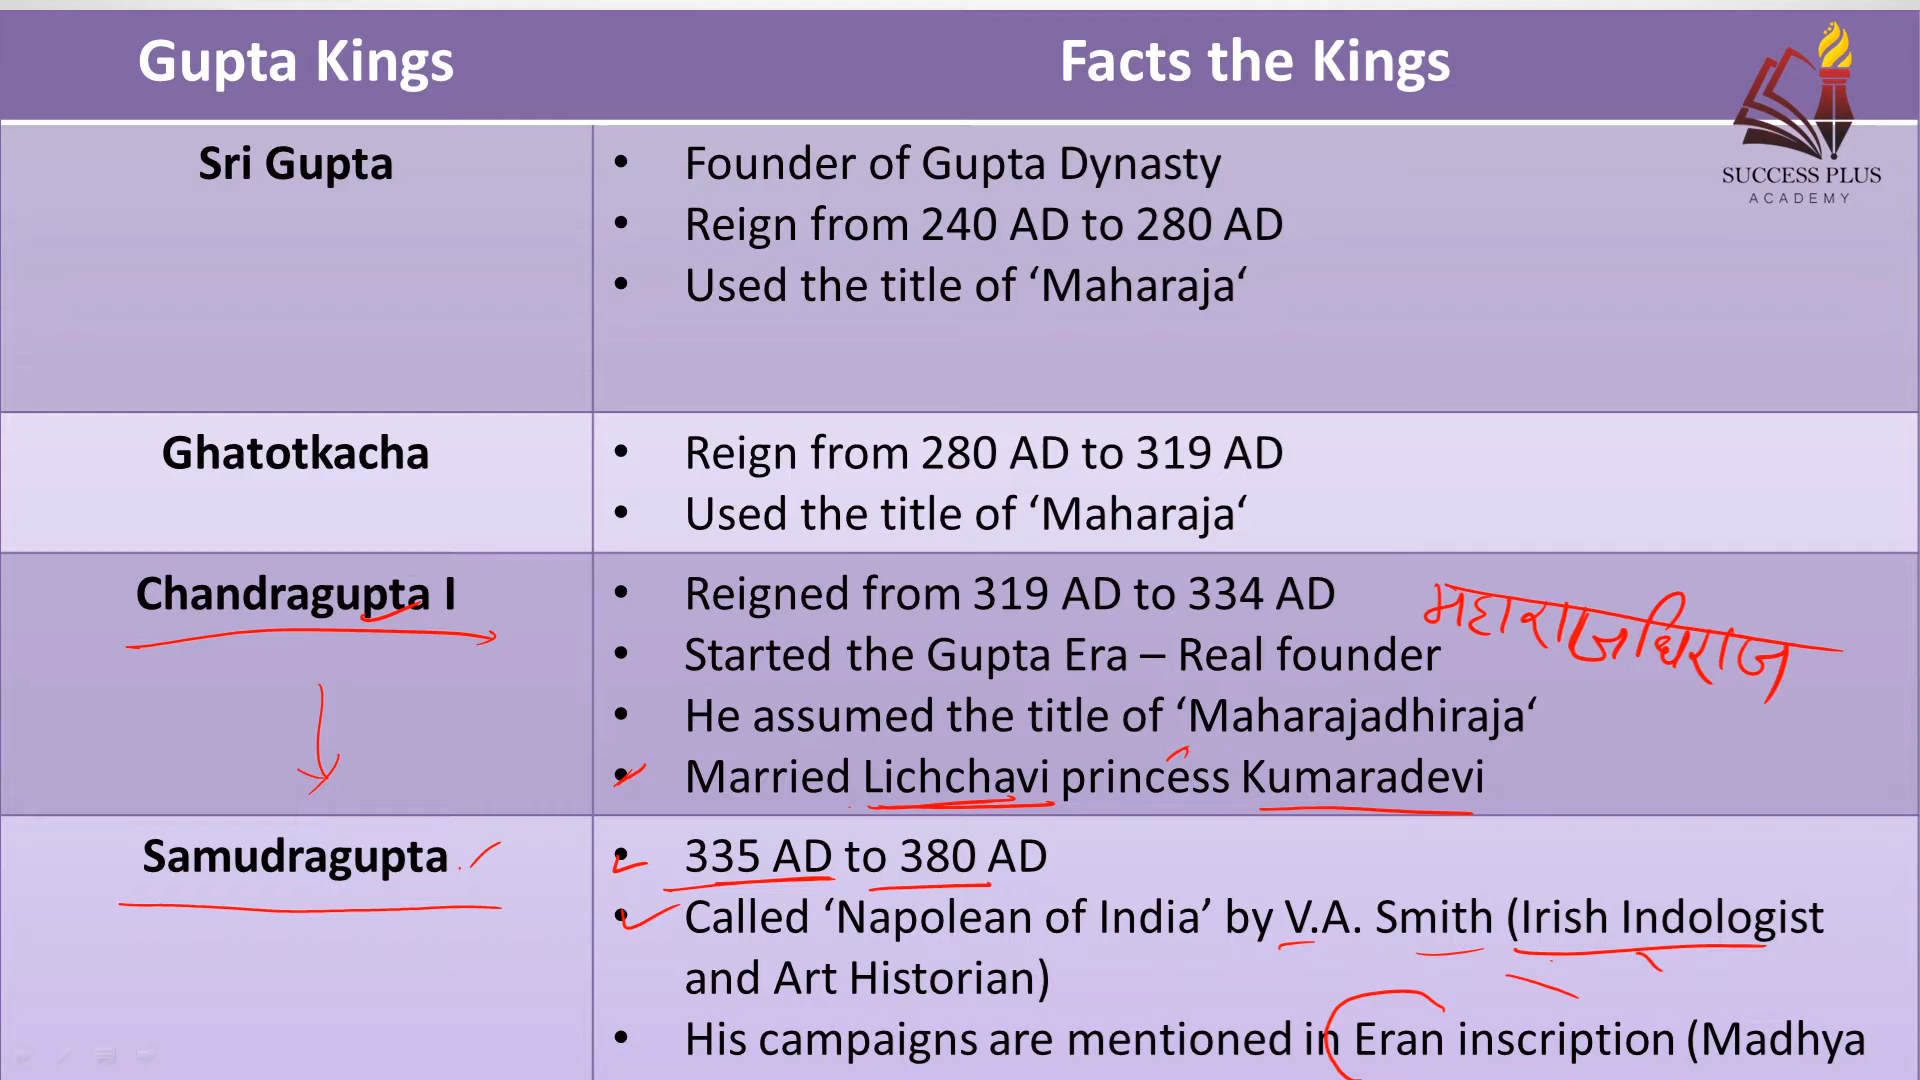 Gupta Kings
Facts the Kings
SUCCESS PLUS
ACADEMY
Sri Gupta
• Founder of Gupta Dynasty
• Reign from 240 AD to 280 AD
• Used the title of ‘Maharaja‘
Ghatotkacha
• Reign from 280 AD to 319 AD
• Used the title of ‘Maharaja‘
Chandragupta I
• Reigned from 319 AD to 334 AD
महाराजधिराज
• Started the Gupta Era – Real founder
• He assumed the title of ‘Maharajadhiraja‘
• Married Lichchavi princess Kumaradevi
Samudragupta
• 335 AD to 380 AD
• Called ‘Napolean of India’ by V.A. Smith (Irish Indologist
and Art Historian)
• His campaigns are mentioned in Eran inscription (Madhya